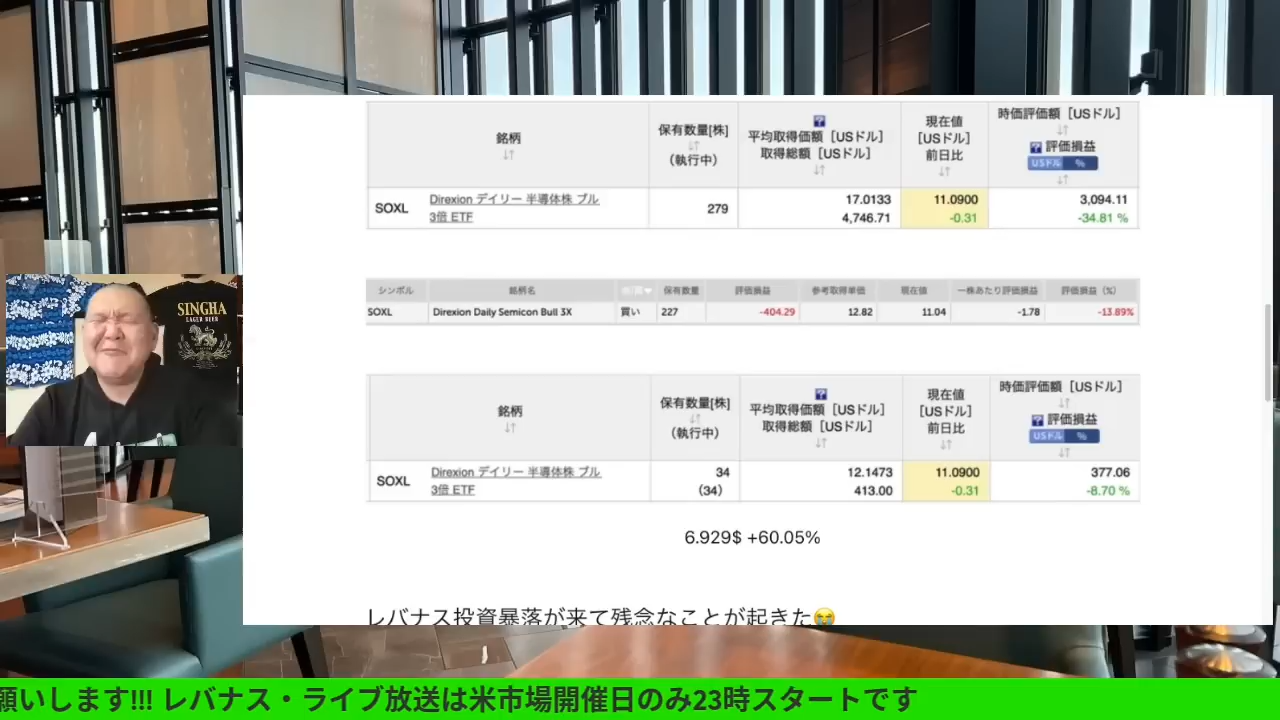 銘柄
保有数量[株]
(執行中)
平均取得価額[USドル]
取得総額[USドル]
現在値
[USドル]
前日比
時価評価額[USドル]
評価損益
USドル %
SOXL
Direxion デイリー 半導体株 ブル
3倍 ETF
279
17.0133
4,746.71
11.0900
-0.31
3,094.11
-34.81 %
シンボル 銘柄名 保有数量 評価損益 参考取得単価 現在値 一株あたり評価損益 評価損益(%)
SOXL Direxion Daily Semicon Bull 3X 買い 227 -404.29 12.82 11.04 -1.78 -13.89%
銘柄
保有数量[株]
(執行中)
平均取得価額[USドル]
取得総額[USドル]
現在値
[USドル]
前日比
時価評価額[USドル]
評価損益
USドル %
SOXL
Direxion デイリー 半導体株 ブル
3倍 ETF
34
(34)
12.1473
413.00
11.0900
-0.31
377.06
-8.70 %
6.929$ +60.05%
レバナス投資暴落が来て残念なことが起きた😭
SINGHA
LAGER BEER
願いします!!! レバナス・ライブ放送は米市場開催日のみ23時スタートです